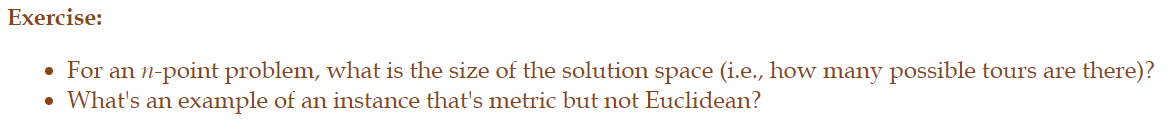 Exercise:
• For an n-point problem, what is the size of the solution space (i.e., how many possible tours are there)?
• What's an example of an instance that's metric but not Euclidean?